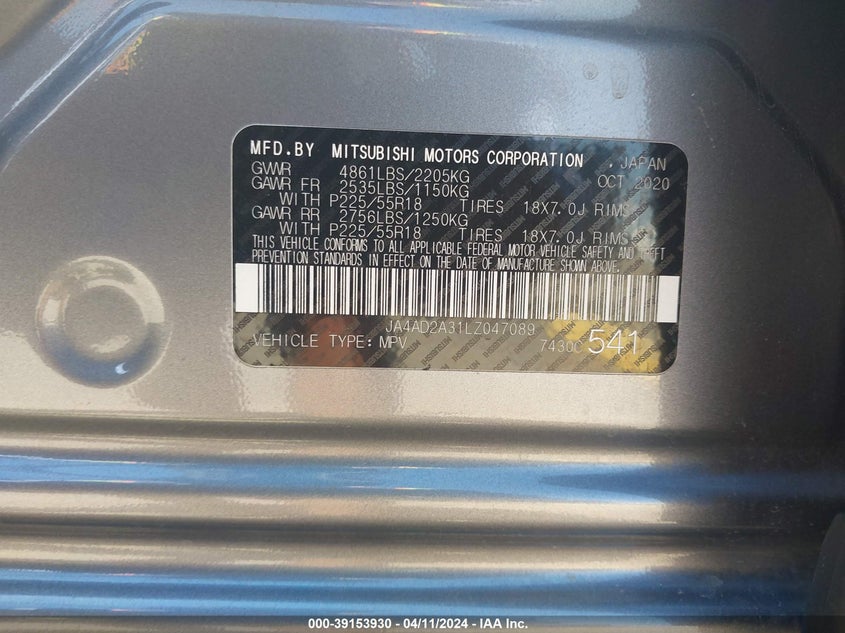 MFD.BY MITSUBISHI MOTORS CORPORATION . JAPAN
GVWR 4861LBS/2205KG OCT 2020
GAWR FR 2535LBS/1150KG
WITH P225/55R18 TIRES 18X7.0J RIMS
GAWR RR 2756LBS/1250KG
WITH P225/55R18 TIRES 18X7.0J RIMS
THIS VEHICLE CONFORMS TO ALL APPLICABLE FEDERAL MOTOR VEHICLE SAFETY AND THEFT
PREVENTION STANDARDS IN EFFECT ON THE DATE OF MANUFACTURE SHOWN ABOVE.
JA4AD2A31LZ047089
VEHICLE TYPE:MPV 7430C 541
000-39153930 - 04/11/2024 - IAA Inc.